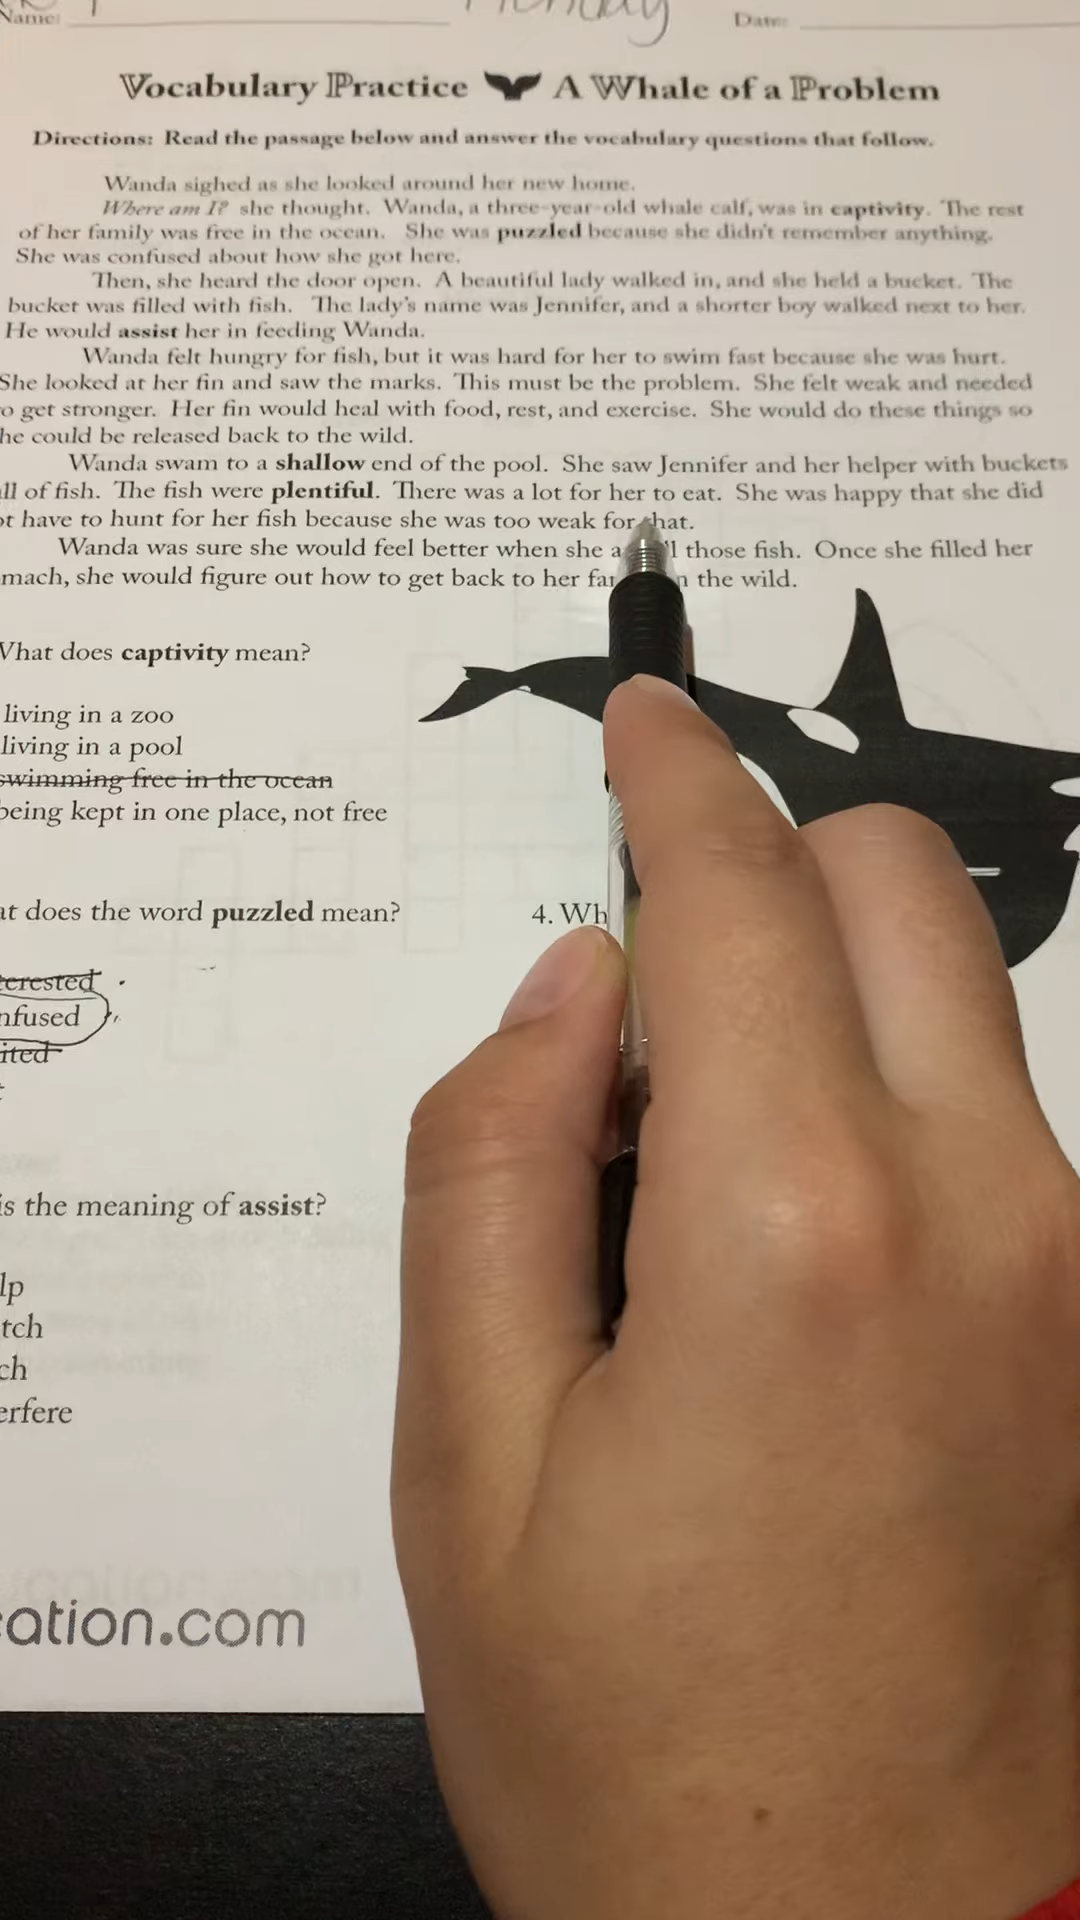 Name:
Monday
Date:
Vocabulary Practice A Whale of a Problem
Directions: Read the passage below and answer the vocabulary questions that follow.
Wanda sighed as she looked around her new home.
Where am I? she thought. Wanda, a three-year-old whale calf, was in captivity. The rest
of her family was free in the ocean. She was puzzled because she didn't remember anything.
She was confused about how she got here.
Then, she heard the door open. A beautiful lady walked in, and she held a bucket. The
bucket was filled with fish. The lady's name was Jennifer, and a shorter boy walked next to her.
He would assist her in feeding Wanda.
Wanda felt hungry for fish, but it was hard for her to swim fast because she was hurt.
She looked at her fin and saw the marks. This must be the problem. She felt weak and needed
o get stronger. Her fin would heal with food, rest, and exercise. She would do these things so
he could be released back to the wild.
Wanda swam to a shallow end of the pool. She saw Jennifer and her helper with buckets
ll of fish. The fish were plentiful. There was a lot for her to eat. She was happy that she did
ot have to hunt for her fish because she was too weak for that.
Wanda was sure she would feel better when she a ll those fish. Once she filled her
mach, she would figure out how to get back to her fa n the wild.
What does captivity mean?
living in a zoo
living in a pool
swimming free in the ocean
being kept in one place, not free
at does the word puzzled mean?
4. Wh
terested
nfused
ited
is the meaning of assist?
lp
tch
ch
erfere
cation.com